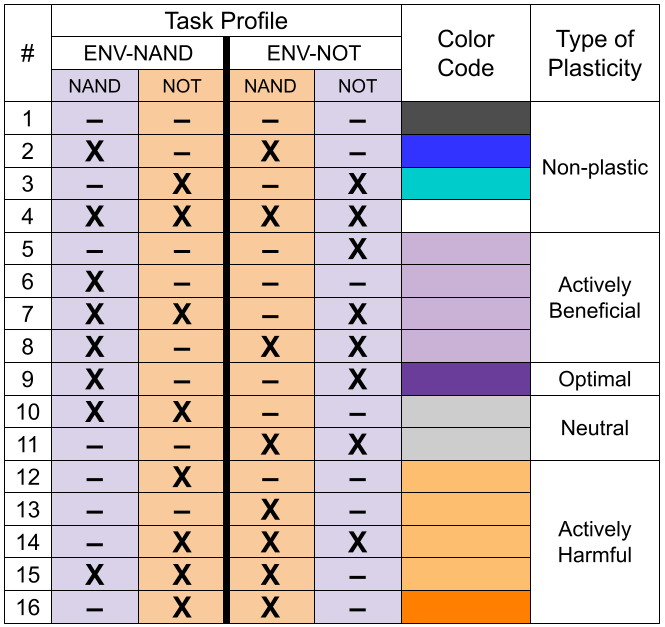 # Task Profile Color Code Type of Plasticity
ENV-NAND ENV-NOT
NAND NOT NAND NOT
1 – – – – Non-plastic
2 X – X –
3 – X – X
4 X X X X
5 – – – X Actively Beneficial
6 X – – –
7 X X – X
8 X – X X
9 X – – X Optimal
10 X X – – Neutral
11 – – X X
12 – X – – Actively Harmful
13 – – X –
14 – X X X
15 X X X –
16 – X X –